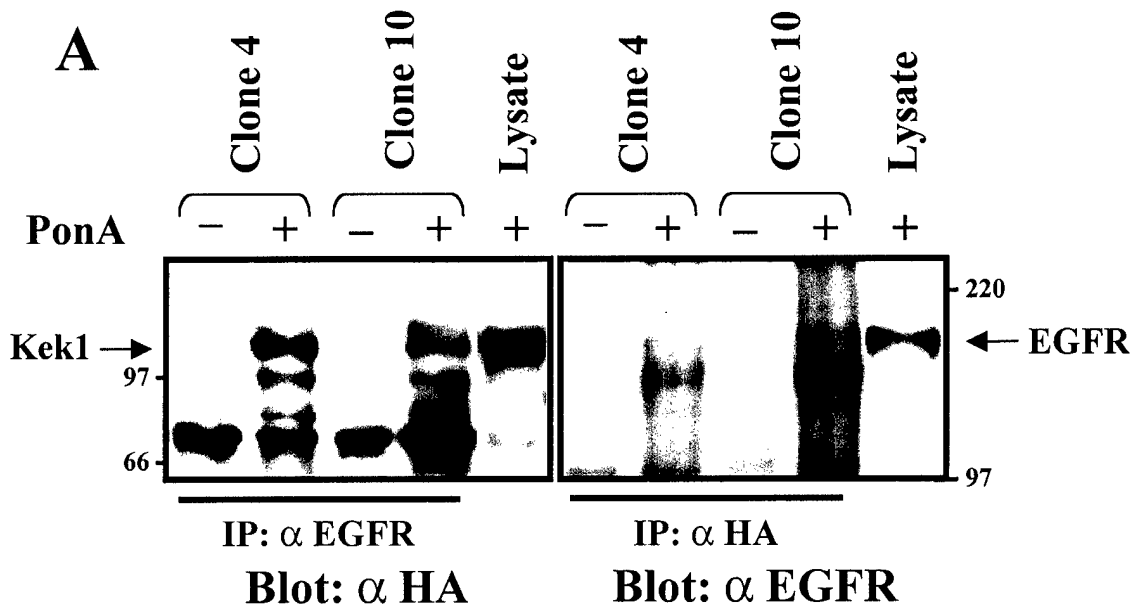 A
Clone 4
Clone 10
Lysate
Clone 4
Clone 10
Lysate
PonA − + − + + − + − + +
Kek1
97
66
220
EGFR
97
IP: α EGFR
IP: α HA
Blot: α HA
Blot: α EGFR